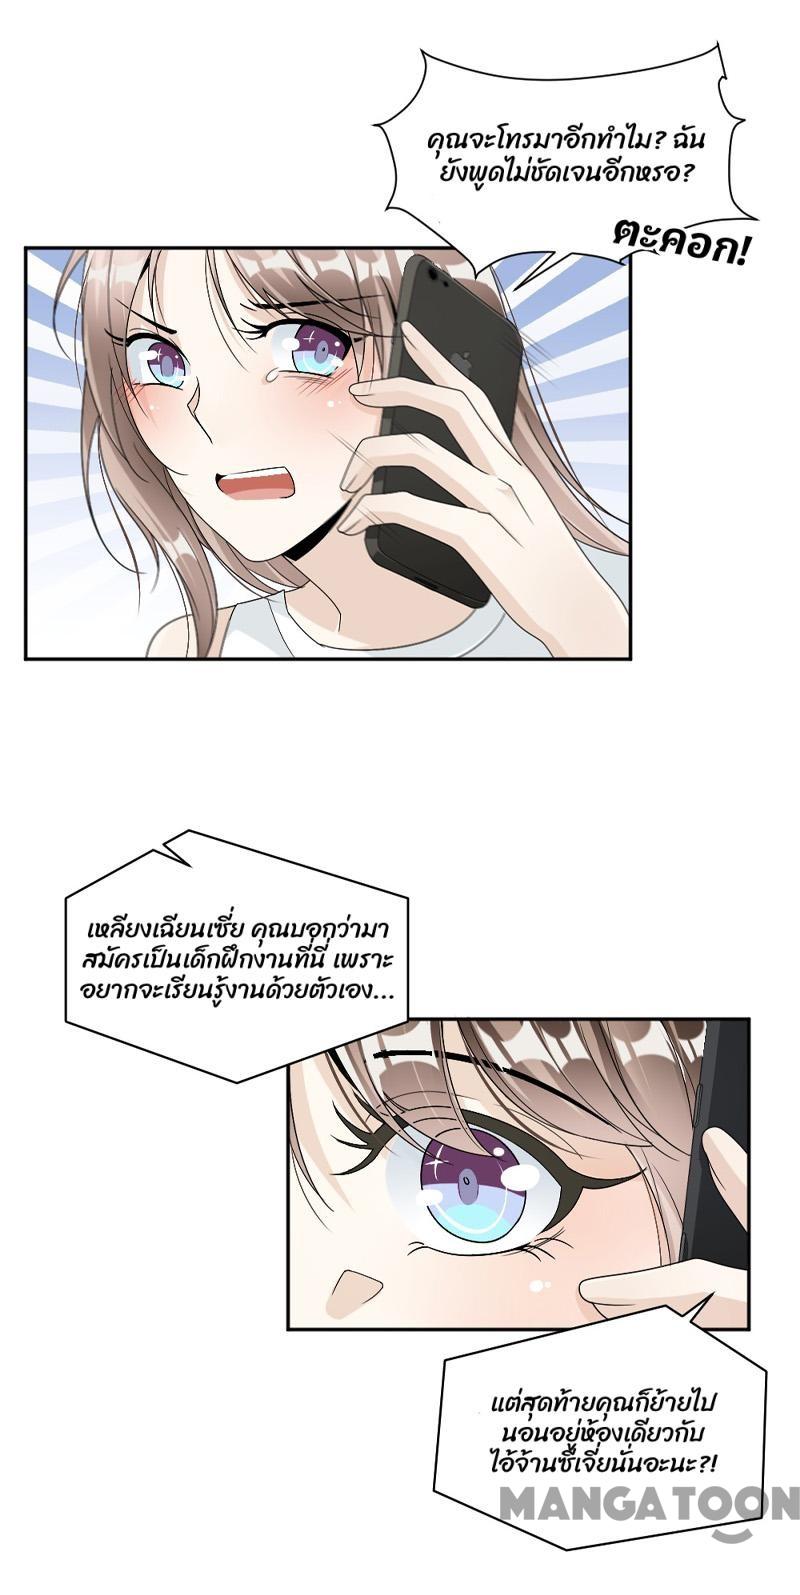 คุณจะโทรมาอีกทำไม? ฉัน
ยังพูดไม่ชัดเจนอีกหรอ?
ตะคอก!
เหลียงเฉียนเซี่ย คุณบอกว่ามา
สมัครเป็นเด็กฝึกงานที่นี่ เพราะ
อยากจะเรียนรู้งานด้วยตัวเอง...
แต่สุดท้ายคุณก็ย้ายไป
นอนอยู่ห้องเดียวกับ
ไอ้จ้านซีเจี๋ยนั่นอะนะ?!
MANGATOON